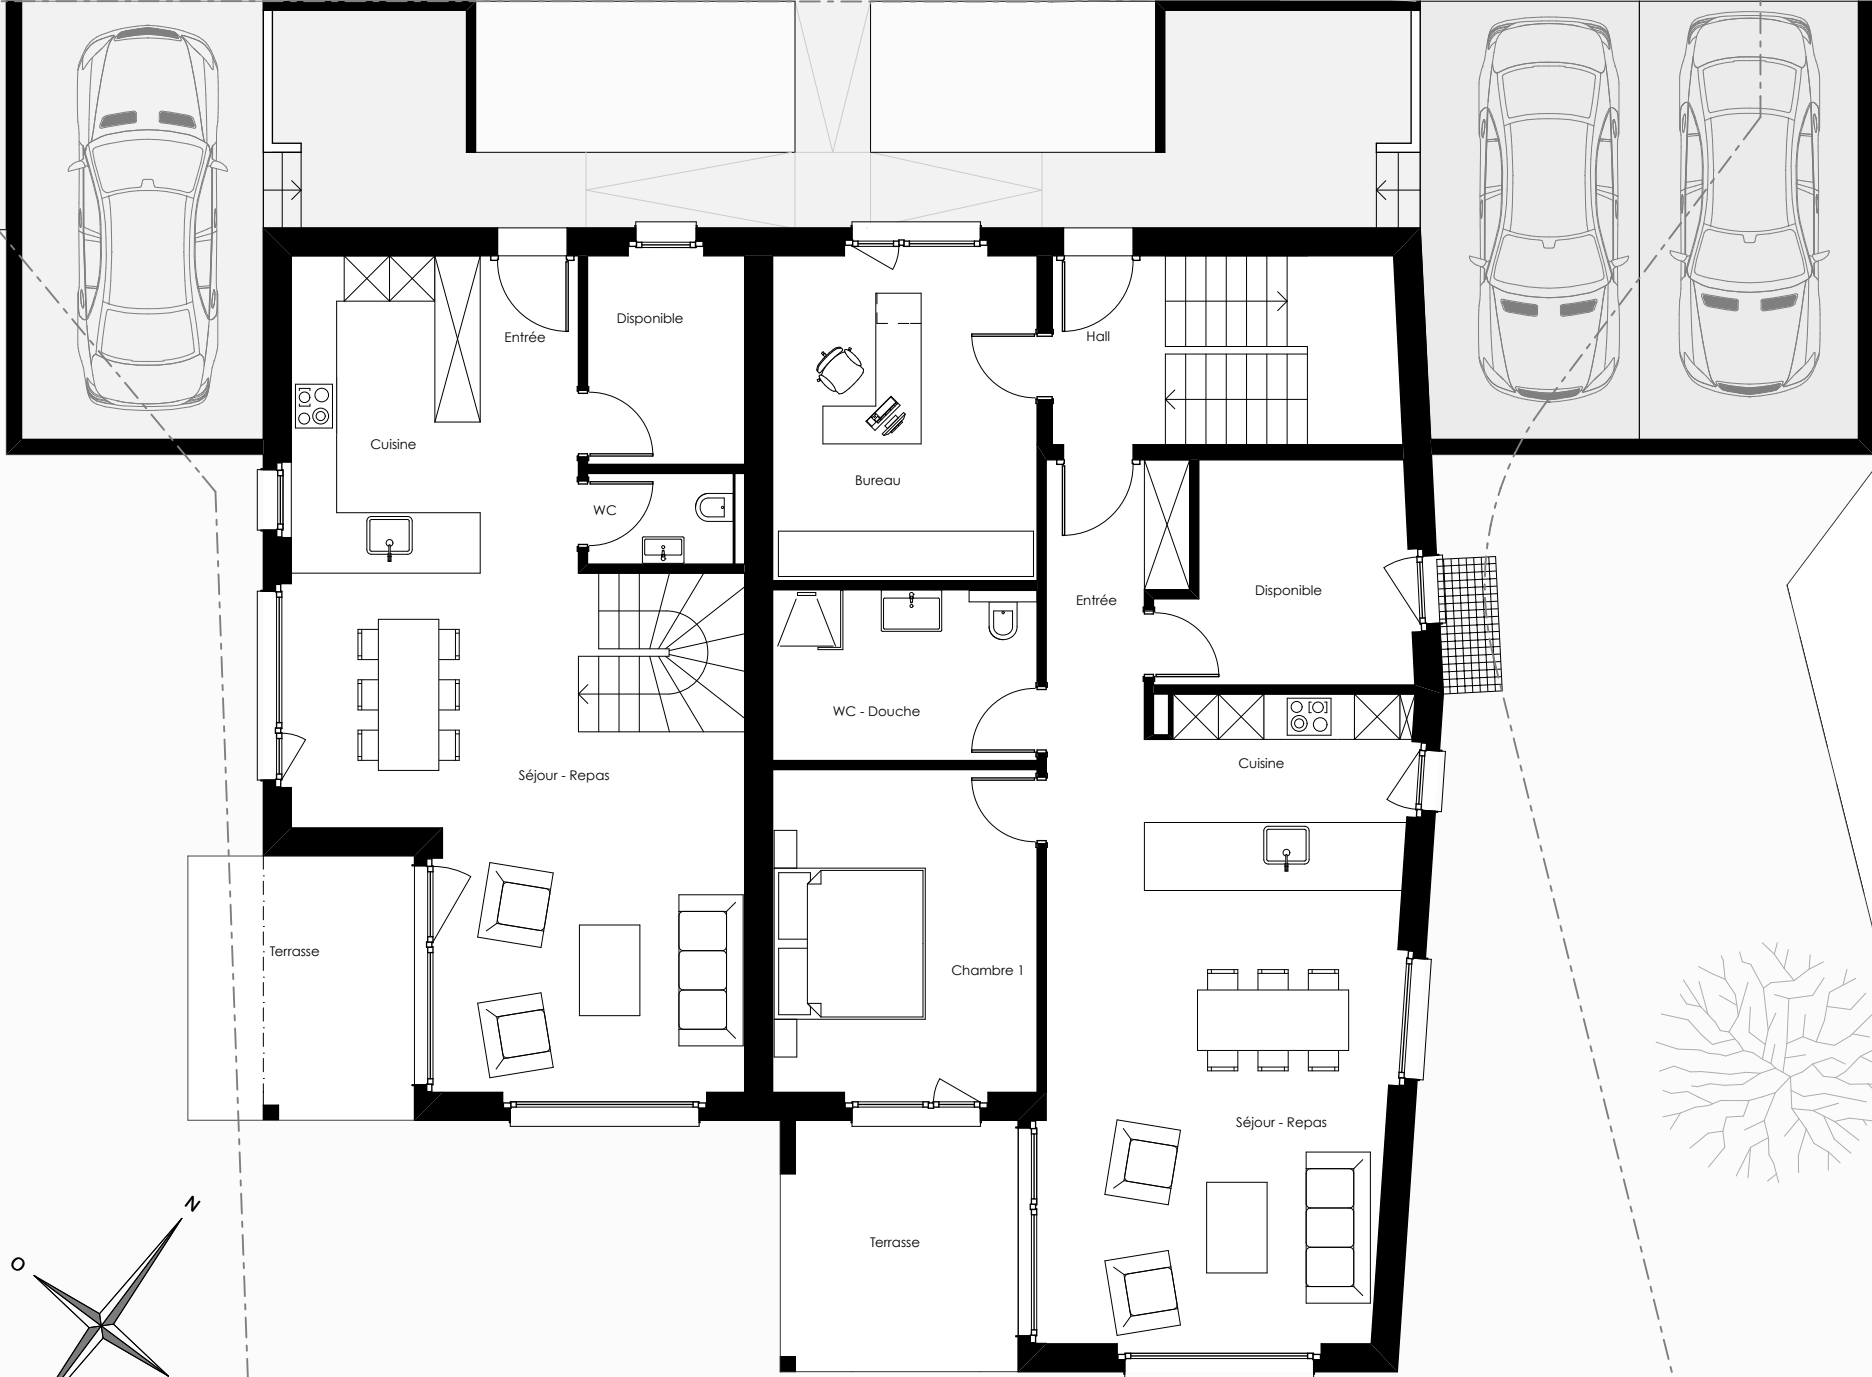 Disponible
Entrée
Hall
Cuisine
Bureau
WC
Disponible
Entrée
WC - Douche
Séjour - Repas
Cuisine
Terrasse
Chambre 1
Séjour - Repas
Terrasse
N
O